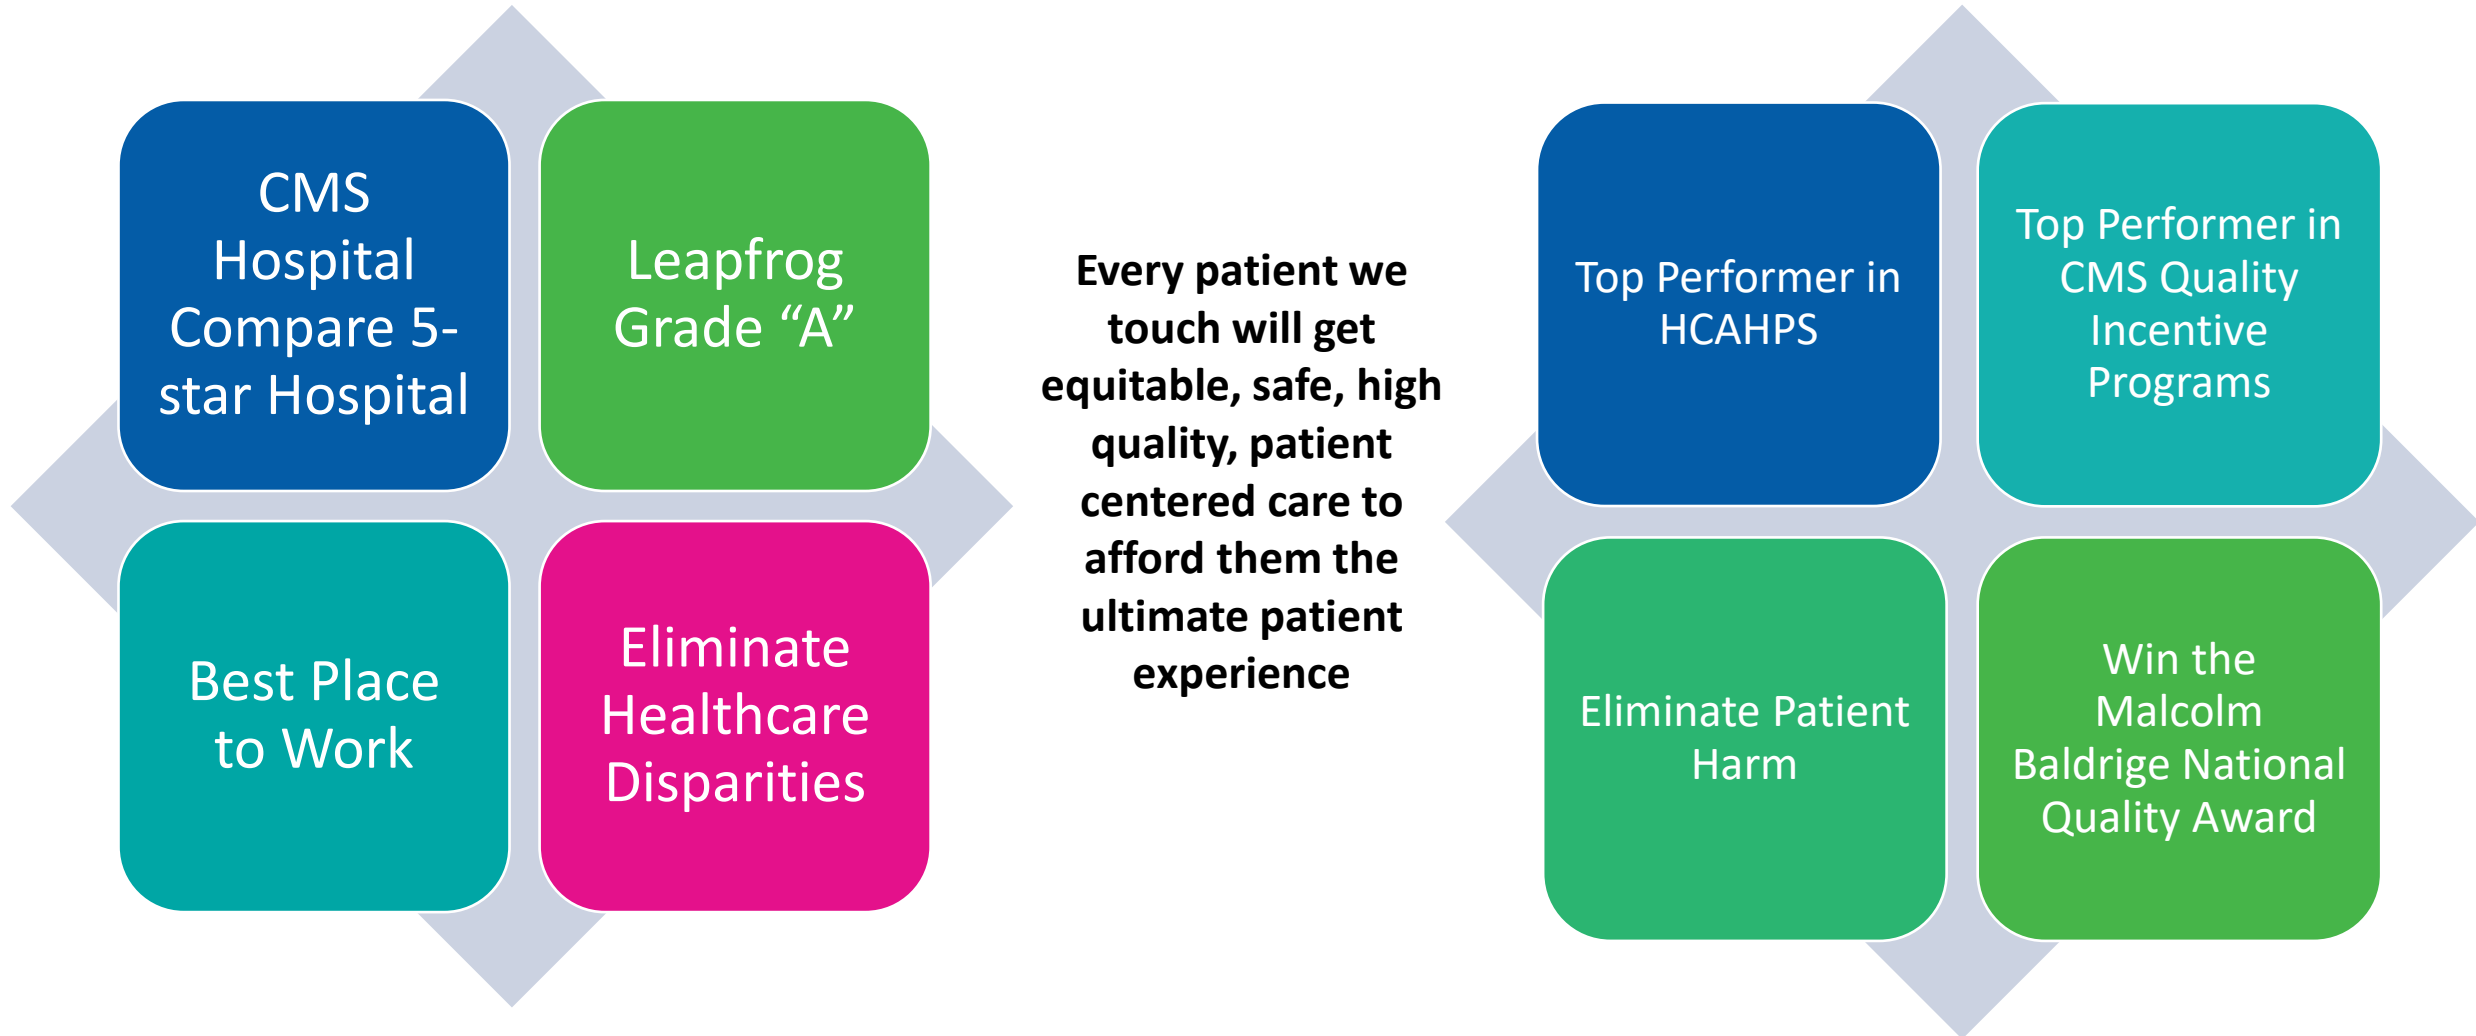 CMS
Hospital
Compare 5-
star Hospital
Leapfrog
Grade “A”
Best Place
to Work
Eliminate
Healthcare
Disparities
Every patient we
touch will get
equitable, safe, high
quality, patient
centered care to
afford them the
ultimate patient
experience
Top Performer in
HCAHPS
Top Performer in
CMS Quality
Incentive
Programs
Eliminate Patient
Harm
Win the
Malcolm
Baldrige National
Quality Award